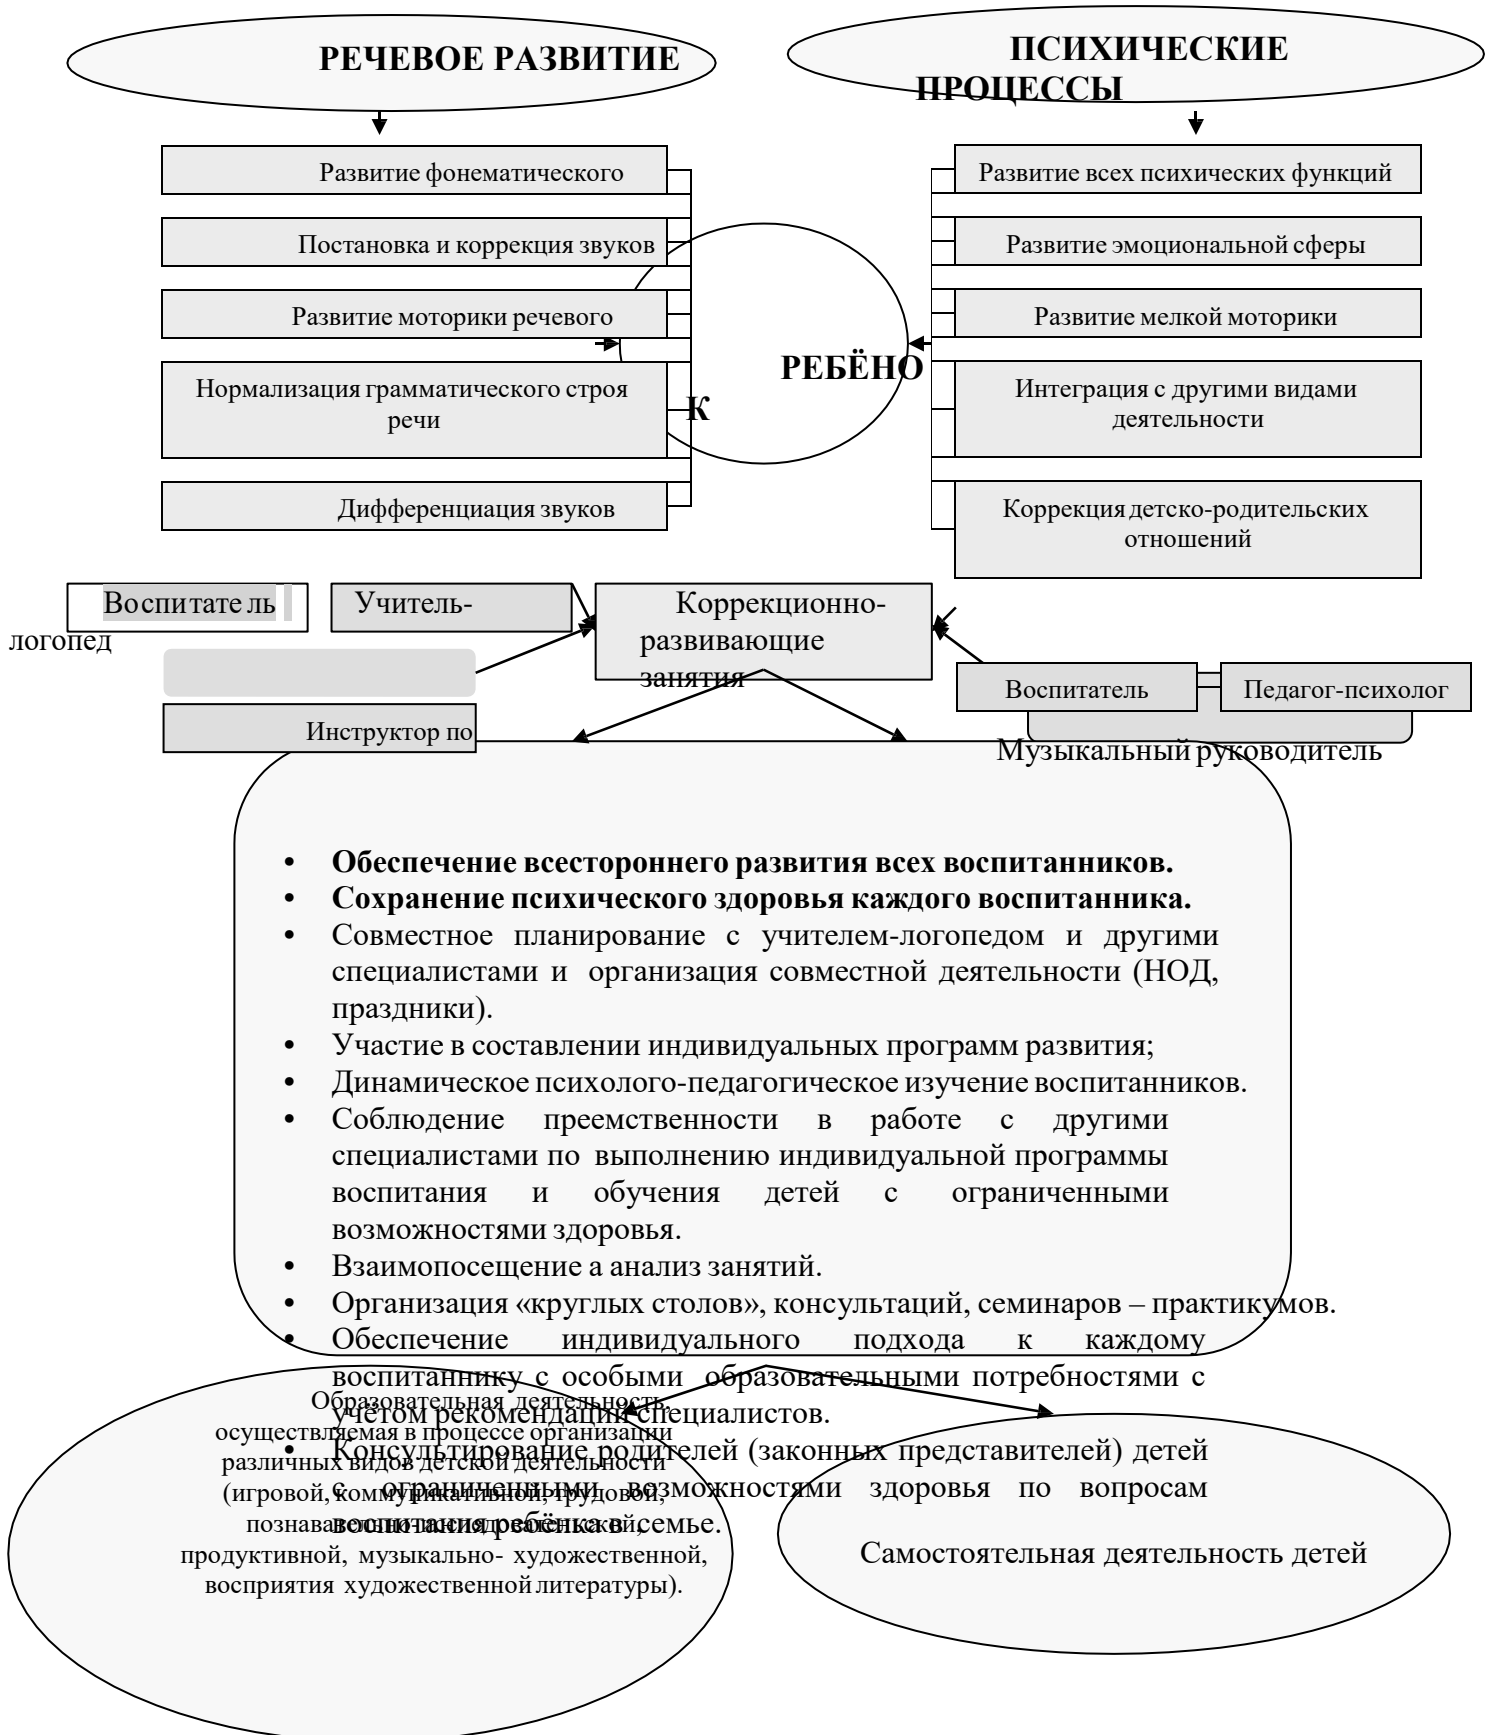 РЕЧЕВОЕ РАЗВИТИЕ
ПСИХИЧЕСКИЕ
ПРОЦЕССЫ
Развитие фонематического
Постановка и коррекция звуков
Развитие моторики речевого
Нормализация грамматического строя
речи
Дифференциация звуков
РЕБЁНО
К
Развитие всех психических функций
Развитие эмоциональной сферы
Развитие мелкой моторики
Интеграция с другими видами
деятельности
Коррекция детско-родительских
отношений
Воспитатель
Учитель-
логопед
Инструктор по
Коррекционно-
развивающие
занятия
Воспитатель
Педагог-психолог
Музыкальный руководитель
• Обеспечение всестороннего развития всех воспитанников.
• Сохранение психического здоровья каждого воспитанника.
• Совместное планирование с учителем-логопедом и другими
специалистами и организация совместной деятельности (НОД,
праздники).
• Участие в составлении индивидуальных программ развития;
• Динамическое психолого-педагогическое изучение воспитанников.
• Соблюдение преемственности в работе с другими
специалистами по выполнению индивидуальной программы
воспитания и обучения детей с ограниченными
возможностями здоровья.
• Взаимопосещение а анализ занятий.
• Организация «круглых столов», консультаций, семинаров – практикумов.
• Обеспечение индивидуального подхода к каждому
воспитаннику с особыми образовательными потребностями с
учётом рекомендаций специалистов.
• Консультирование родителей (законных представителей) детей
с ограниченными возможностями здоровья по вопросам
воспитания ребёнка в семье.
Образовательная деятельность,
осуществляемая в процессе организации
различных видов детской деятельности
(игровой, коммуникативной, трудовой,
продуктивной, музыкально- художественной,
восприятия художественной литературы).
Самостоятельная деятельность детей